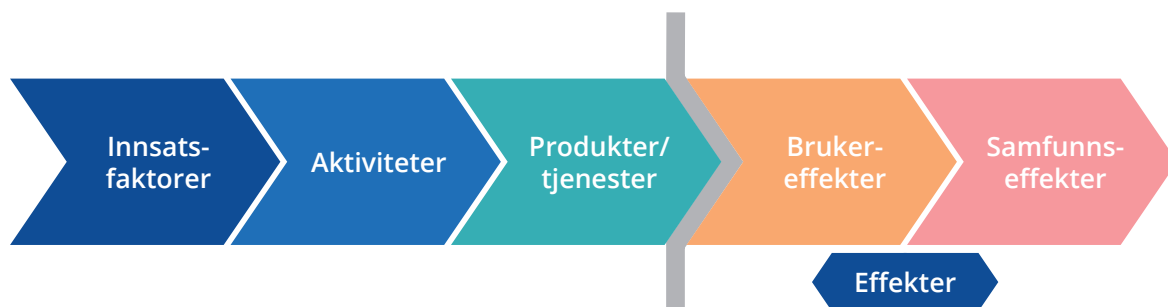 Innsats-
faktorer
Aktiviteter
Produkter/
tjenester
Bruker-
effekter
Samfunns-
effekter
Effekter